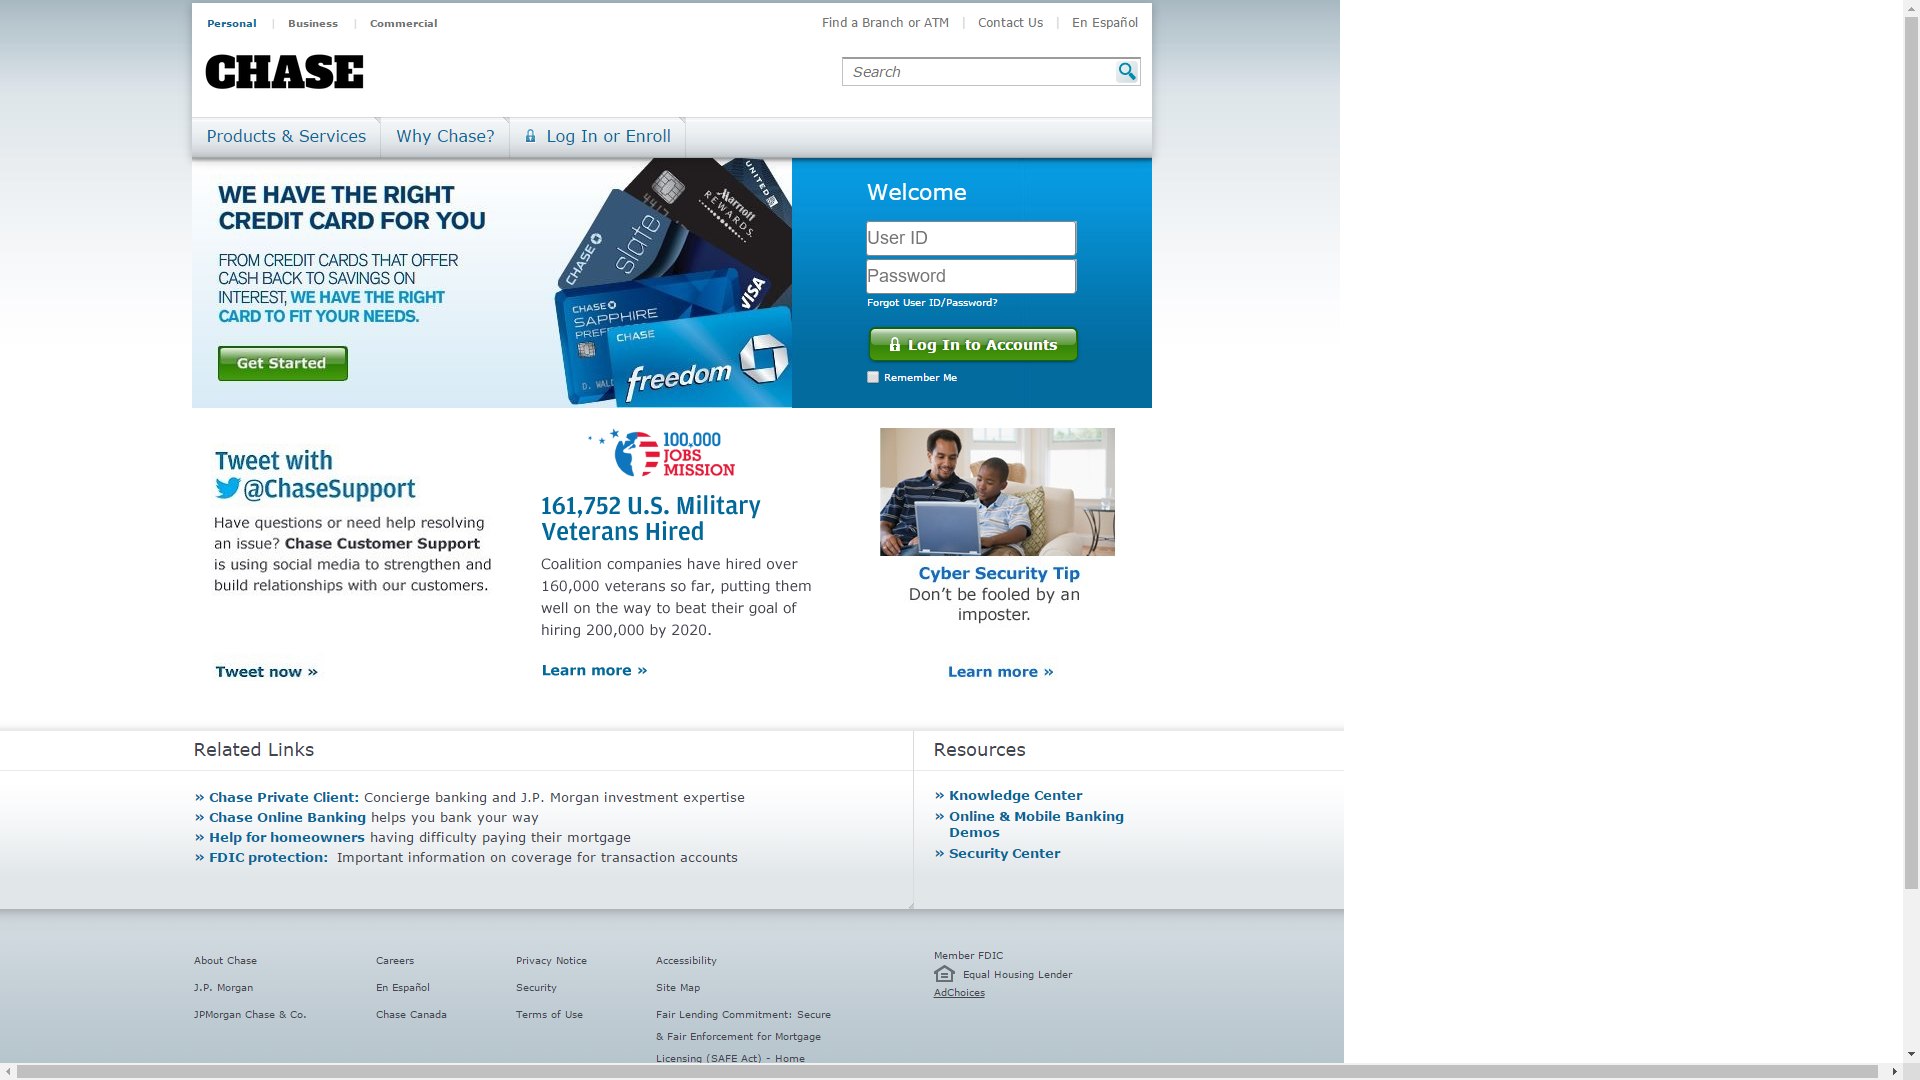 Personal | Business | Commercial
Find a Branch or ATM | Contact Us | En Español
CHASE
Search
Products & Services
Why Chase?
Log In or Enroll
WE HAVE THE RIGHT
CREDIT CARD FOR YOU
FROM CREDIT CARDS THAT OFFER
CASH BACK TO SAVINGS ON
INTEREST, WE HAVE THE RIGHT
CARD TO FIT YOUR NEEDS.
Get Started
UNITED
Marriott
REWARDS.
4417
slate
CHASE
VISA
CHASE
SAPPHIRE
CHASE
freedom
Welcome
User ID
Password
Forgot User ID/Password?
Log In to Accounts
Remember Me
Tweet with
@ChaseSupport
Have questions or need help resolving
an issue? Chase Customer Support
is using social media to strengthen and
build relationships with our customers.
Tweet now »
100,000
JOBS
MISSION
161,752 U.S. Military
Veterans Hired
Coalition companies have hired over
160,000 veterans so far, putting them
well on the way to beat their goal of
hiring 200,000 by 2020.
Learn more »
Cyber Security Tip
Don’t be fooled by an
imposter.
Learn more »
Related Links
» Chase Private Client: Concierge banking and J.P. Morgan investment expertise
» Chase Online Banking helps you bank your way
» Help for homeowners having difficulty paying their mortgage
» FDIC protection: Important information on coverage for transaction accounts
Resources
» Knowledge Center
» Online & Mobile Banking
Demos
» Security Center
About Chase
J.P. Morgan
JPMorgan Chase & Co.
Careers
En Español
Chase Canada
Privacy Notice
Security
Terms of Use
Accessibility
Site Map
Fair Lending Commitment: Secure
& Fair Enforcement for Mortgage
Licensing (SAFE Act) - Home
Member FDIC
Equal Housing Lender
AdChoices